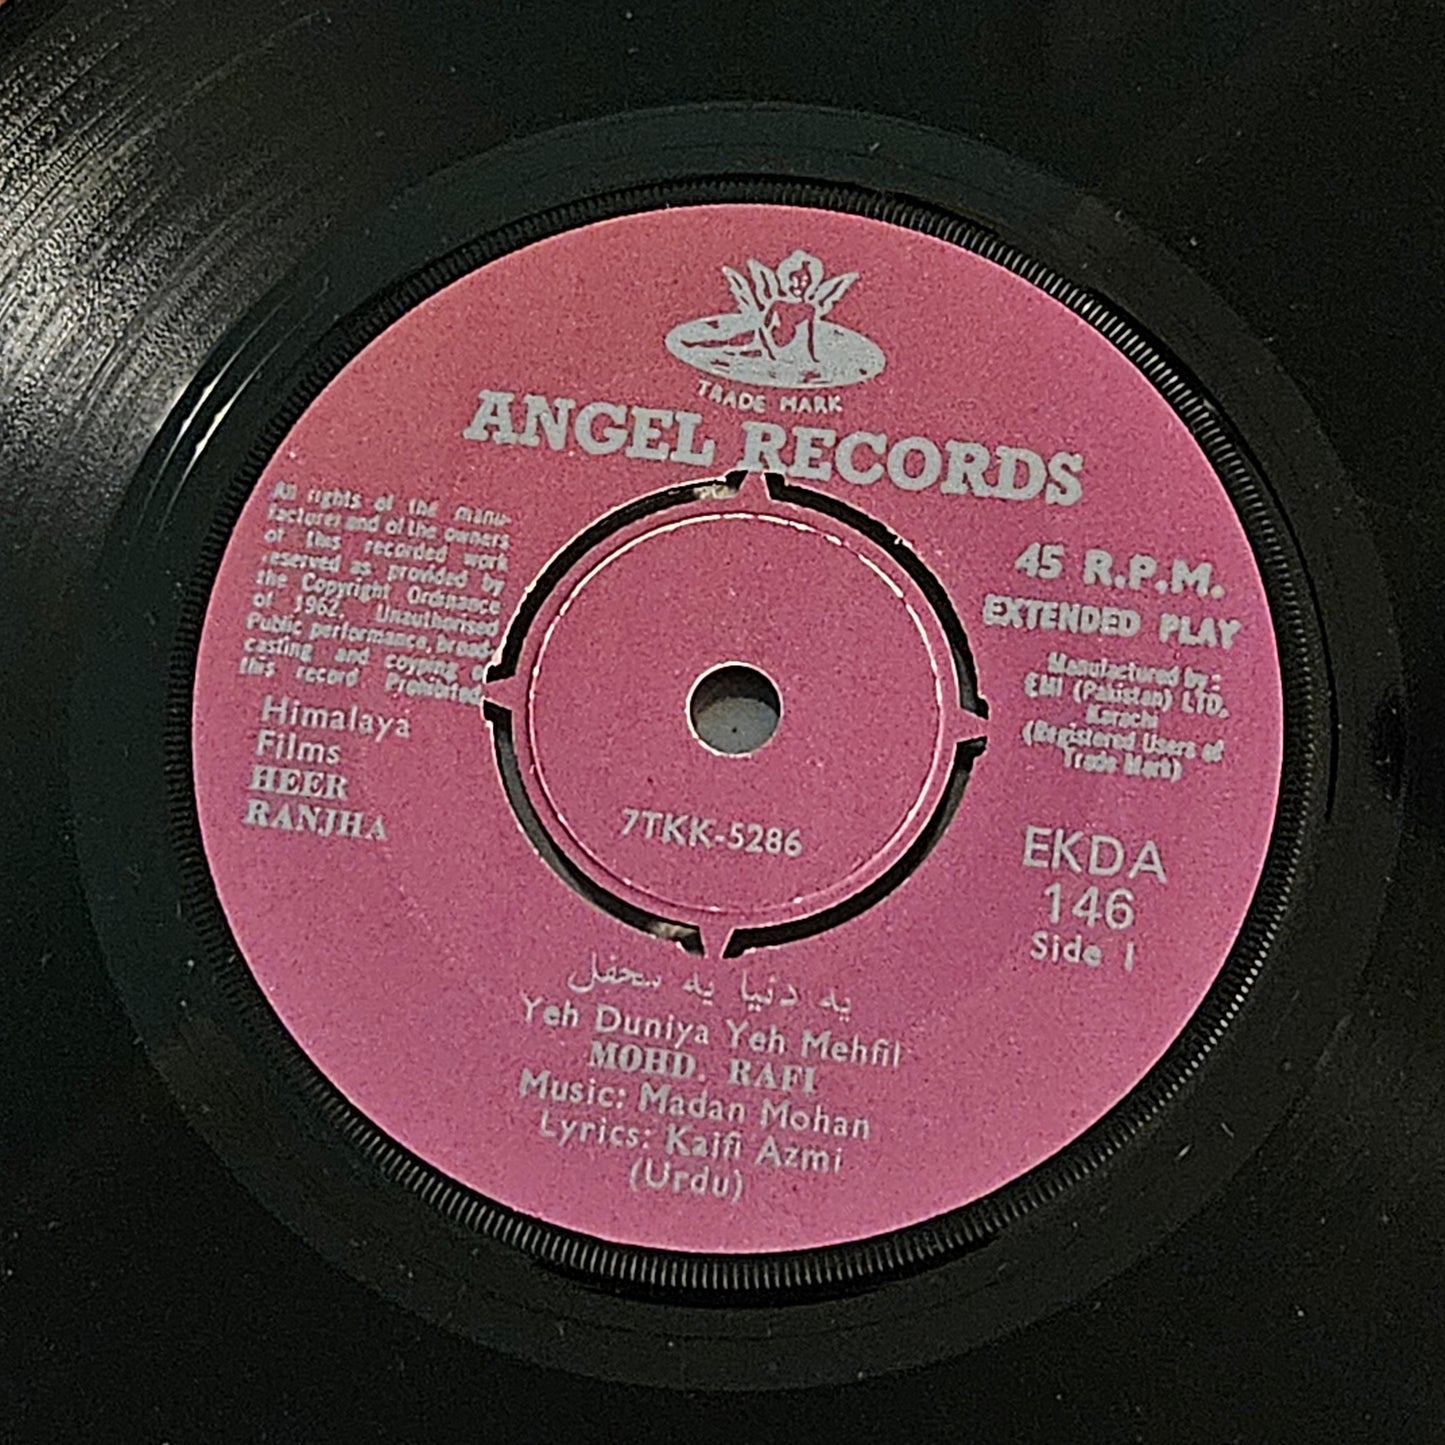 TRADE MARK
ANGEL RECORDS
All rights of the manu-
facturer and of the owners
of this recorded work
reserved as provided by
the Copyright Ordinance
of 1962. Unauthorised
Public performance, broad-
casting and coyping of
this record Prohibited.
45 R.P.M.
EXTENDED PLAY
Manufactured by :
EMI (Pakistan) LTD.
Karachi
(Registered Users of
Trade Mark)
Himalaya
Films
HEER
RANJHA
7TKK-5286
EKDA
146
Side 1
یہ دنیا یہ محفل
Yeh Duniya Yeh Mehfil
MOHD. RAFI
Music: Madan Mohan
Lyrics: Kaifi Azmi
(Urdu)